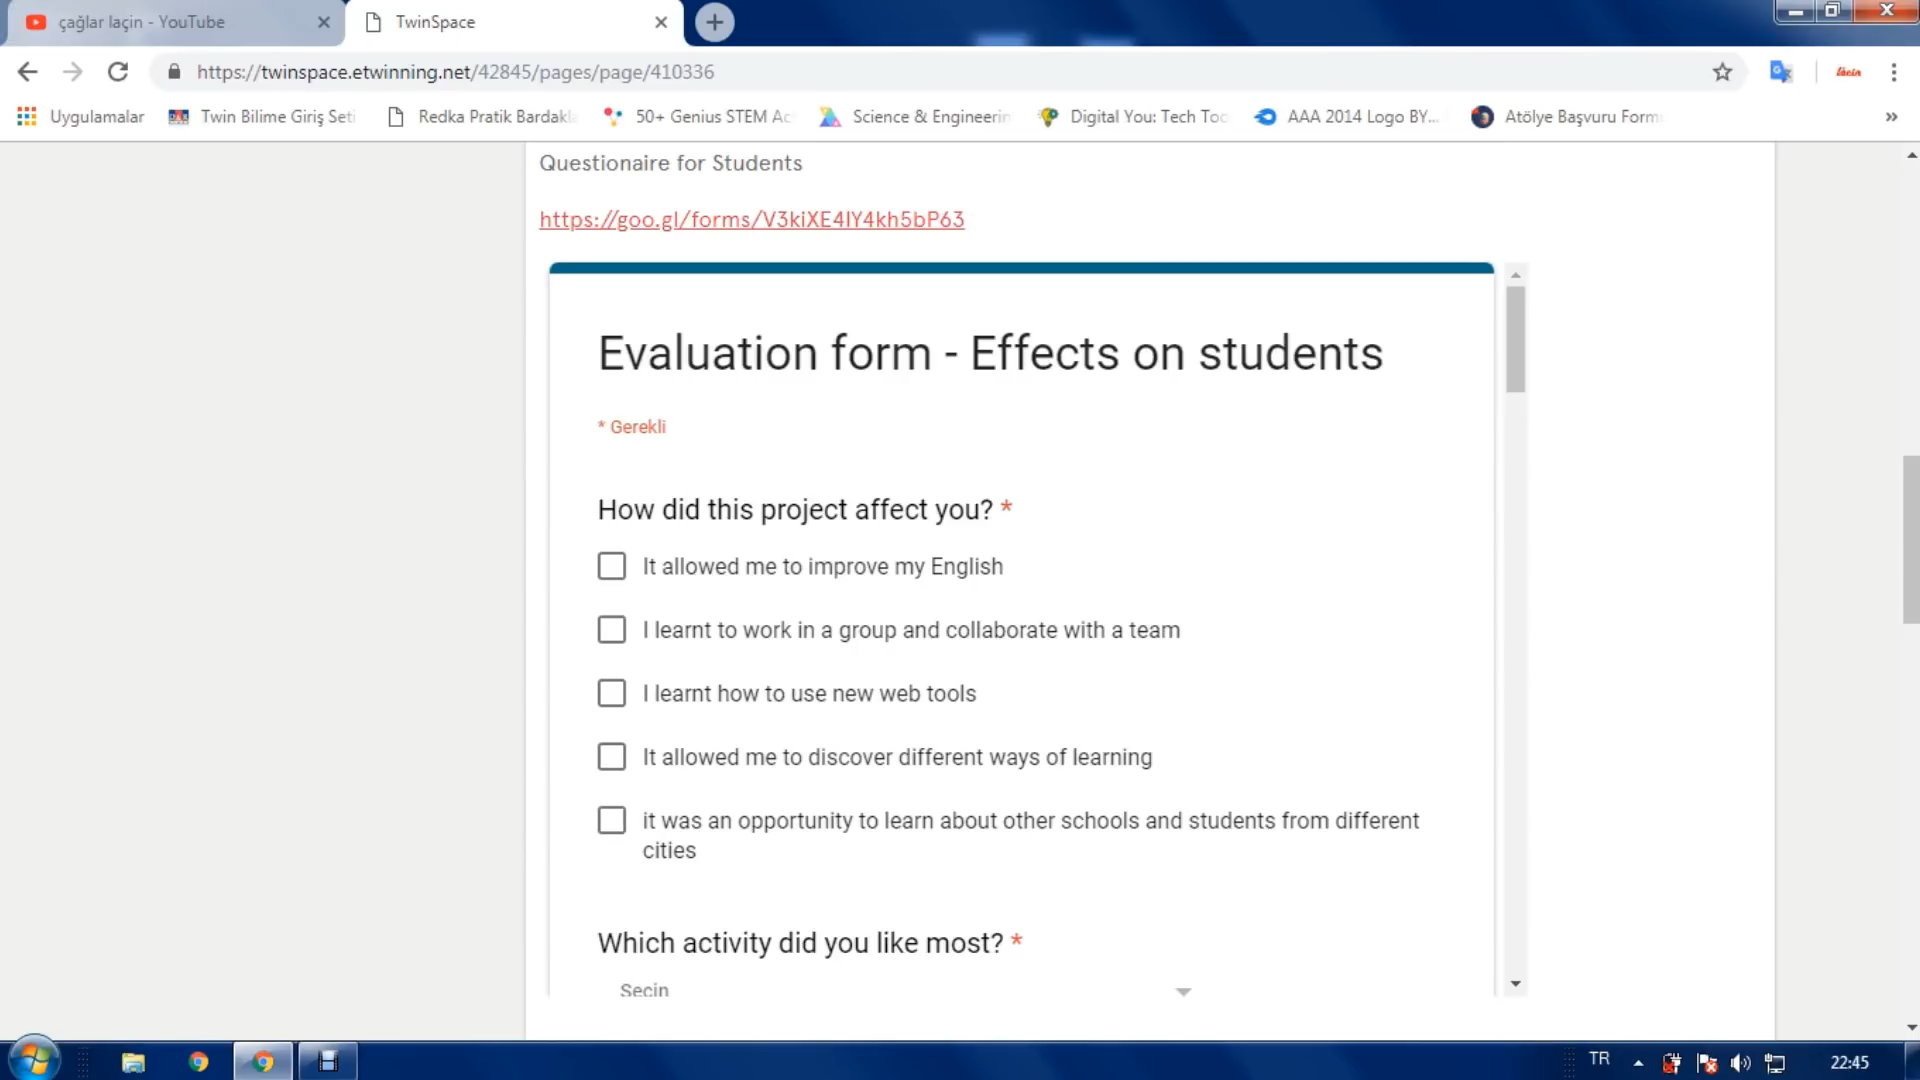 çağlar laçin - YouTube
TwinSpace
https://twinspace.etwinning.net/42845/pages/page/410336
laçin
Uygulamalar
Twin Bilime Giriş Seti
Redka Pratik Bardakla
50+ Genius STEM Ac
Science & Engineerin
Digital You: Tech Too
AAA 2014 Logo BY...
Atölye Başvuru Form
Questionaire for Students
https://goo.gl/forms/V3kiXE4IY4kh5bP63
Evaluation form - Effects on students
* Gerekli
How did this project affect you? *
It allowed me to improve my English
I learnt to work in a group and collaborate with a team
I learnt how to use new web tools
It allowed me to discover different ways of learning
it was an opportunity to learn about other schools and students from different
cities
Which activity did you like most? *
Seçin
TR
22:45